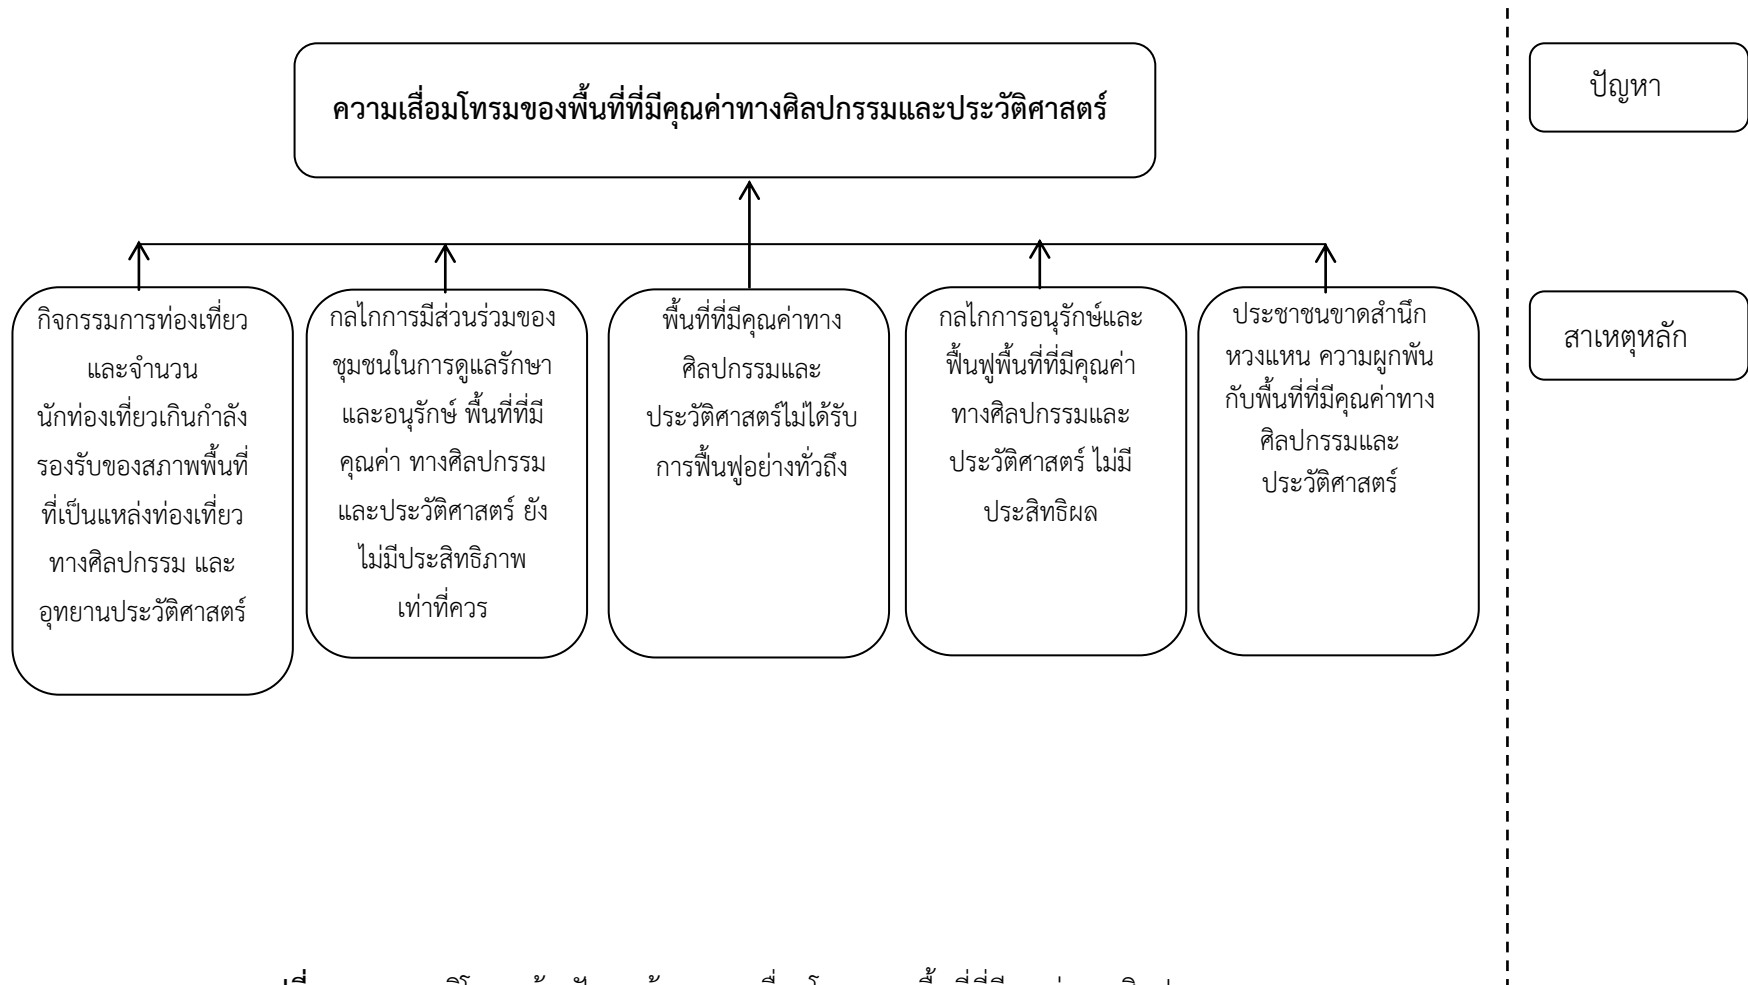 ความเสื่อมโทรมของพื้นที่ที่มีคุณค่าทางศิลปกรรมและประวัติศาสตร์
ปัญหา
กิจกรรมการท่องเที่ยว
และจำนวน
นักท่องเที่ยวเกินกำลัง
รองรับของสภาพพื้นที่
ที่เป็นแหล่งท่องเที่ยว
ทางศิลปกรรม และ
อุทยานประวัติศาสตร์
กลไกการมีส่วนร่วมของ
ชุมชนในการดูแลรักษา
และอนุรักษ์ พื้นที่ที่มี
คุณค่า ทางศิลปกรรม
และประวัติศาสตร์ ยัง
ไม่มีประสิทธิภาพ
เท่าที่ควร
พื้นที่ที่มีคุณค่าทาง
ศิลปกรรมและ
ประวัติศาสตร์ไม่ได้รับ
การฟื้นฟูอย่างทั่วถึง
กลไกการอนุรักษ์และ
ฟื้นฟูพื้นที่ที่มีคุณค่า
ทางศิลปกรรมและ
ประวัติศาสตร์ ไม่มี
ประสิทธิผล
ประชาชนขาดสำนึก
หวงแหน ความผูกพัน
กับพื้นที่ที่มีคุณค่าทาง
ศิลปกรรมและ
ประวัติศาสตร์
สาเหตุหลัก